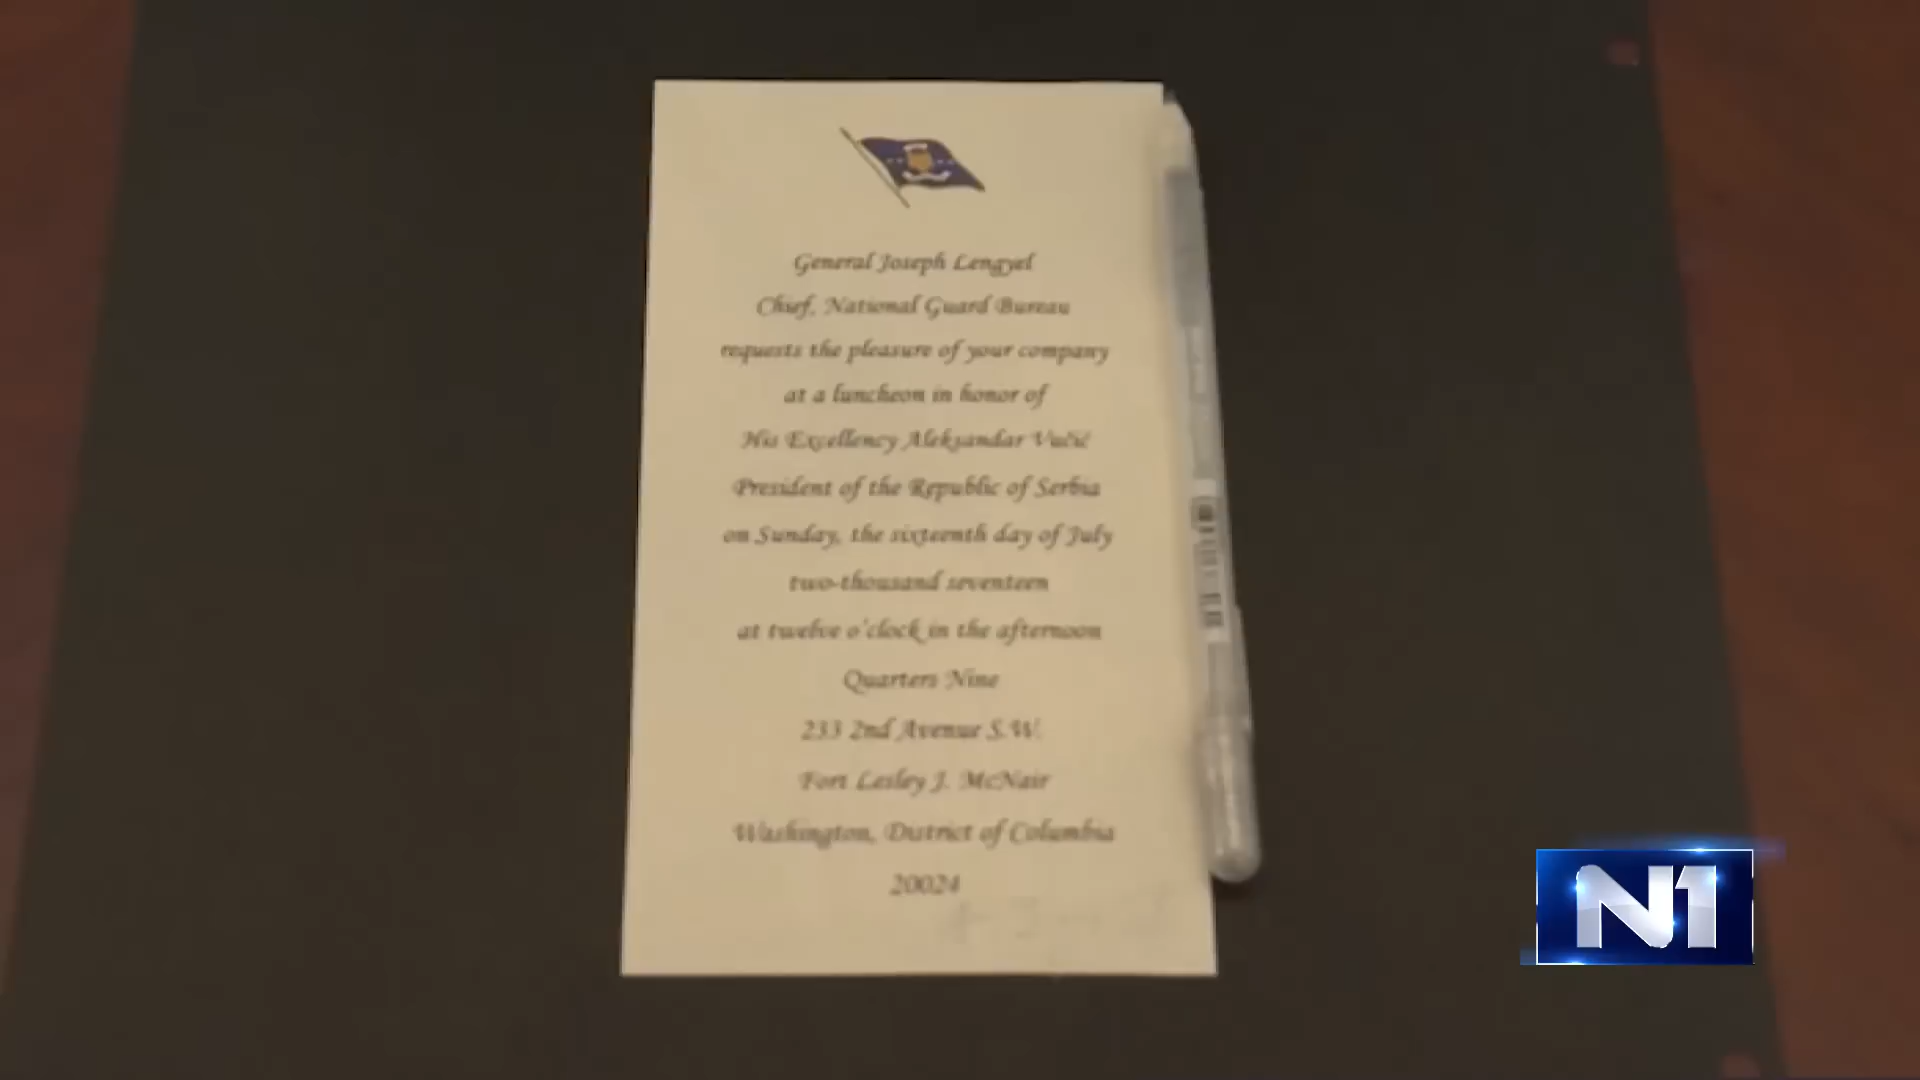 General Joseph Lengyel
Chief, National Guard Bureau
requests the pleasure of your company
at a luncheon in honor of
His Excellency Aleksandar Vučić
President of the Republic of Serbia
on Sunday, the sixteenth day of July
two-thousand seventeen
at twelve o'clock in the afternoon
Quarters Nine
233 2nd Avenue S.W.
Fort Lesley J. McNair
Washington, District of Columbia
20024
N1